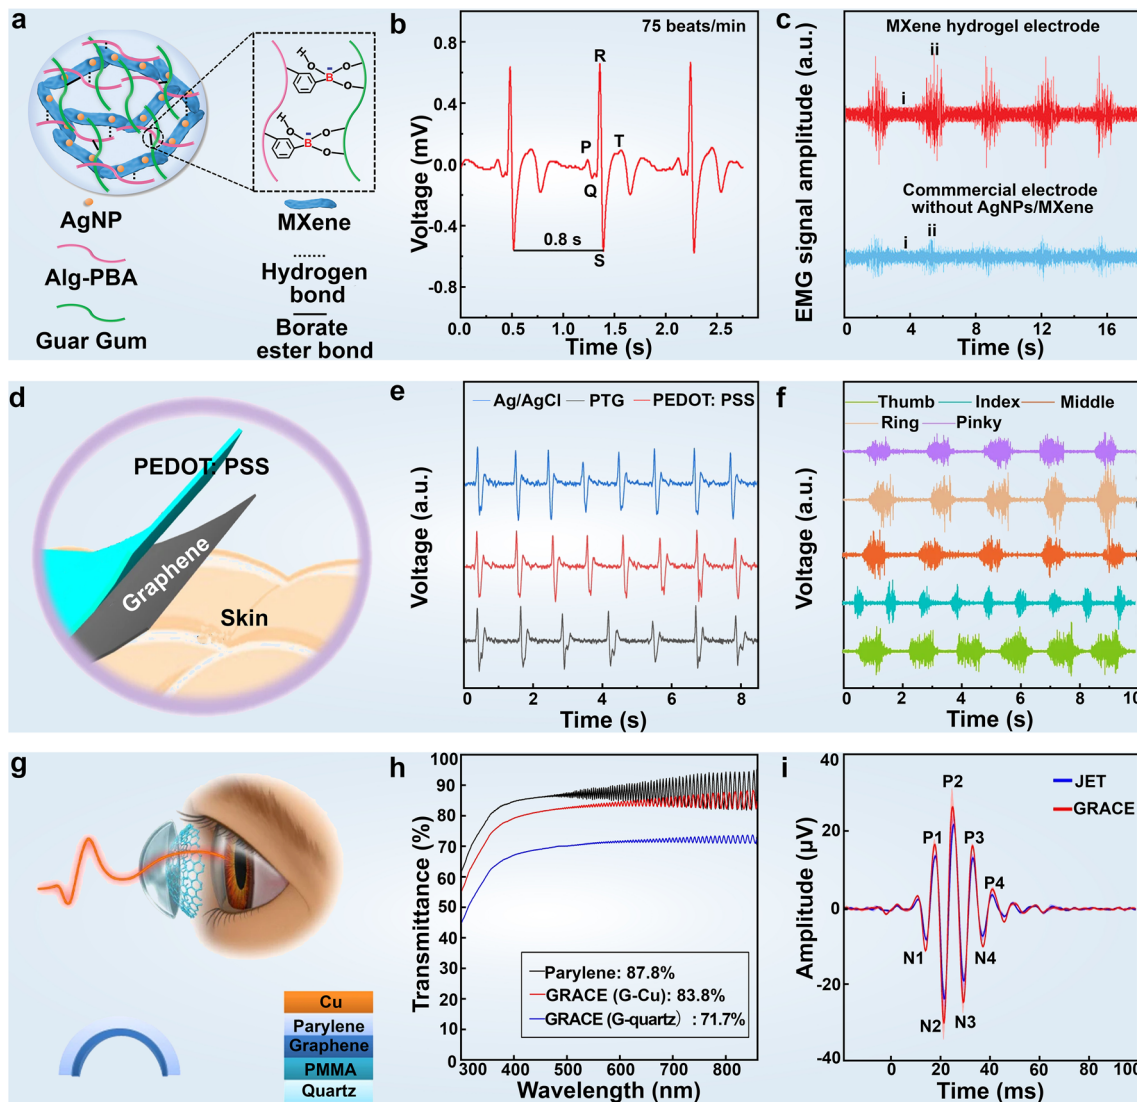 a
H
O
O
B
O
H
O
O
B
O
AgNP
Alg-PBA
Guar Gum
MXene
Hydrogen
bond
Borate
ester bond
b
75 beats/min
Voltage (mV)
0.8
0.4
0.0
-0.4
-0.8
R
P
T
Q
0.8 s
S
0.0
0.5
1.0
1.5
2.0
2.5
Time (s)
c
EMG signal amplitude (a.u.)
MXene hydrogel electrode
i
ii
Commmercial electrode
without AgNPs/MXene
i
ii
0
4
8
12
16
Time (s)
d
PEDOT: PSS
Graphene
Skin
e
Ag/AgCl
PTG
PEDOT: PSS
Voltage (a.u.)
0
2
4
6
8
Time (s)
f
Thumb
Index
Middle
Ring
Pinky
Voltage (a.u.)
0
2
4
6
8
10
Time (s)
g
Cu
Parylene
Graphene
PMMA
Quartz
h
Transmittance (%)
100
90
80
70
60
50
40
30
20
10
0
Parylene: 87.8%
GRACE (G-Cu): 83.8%
GRACE (G-quartz) : 71.7%
300
400
500
600
700
800
Wavelength (nm)
i
JET
GRACE
Amplitude (μV)
40
20
0
-20
-40
P1
P2
P3
P4
N1
N2
N3
N4
0
20
40
60
80
100
Time (ms)